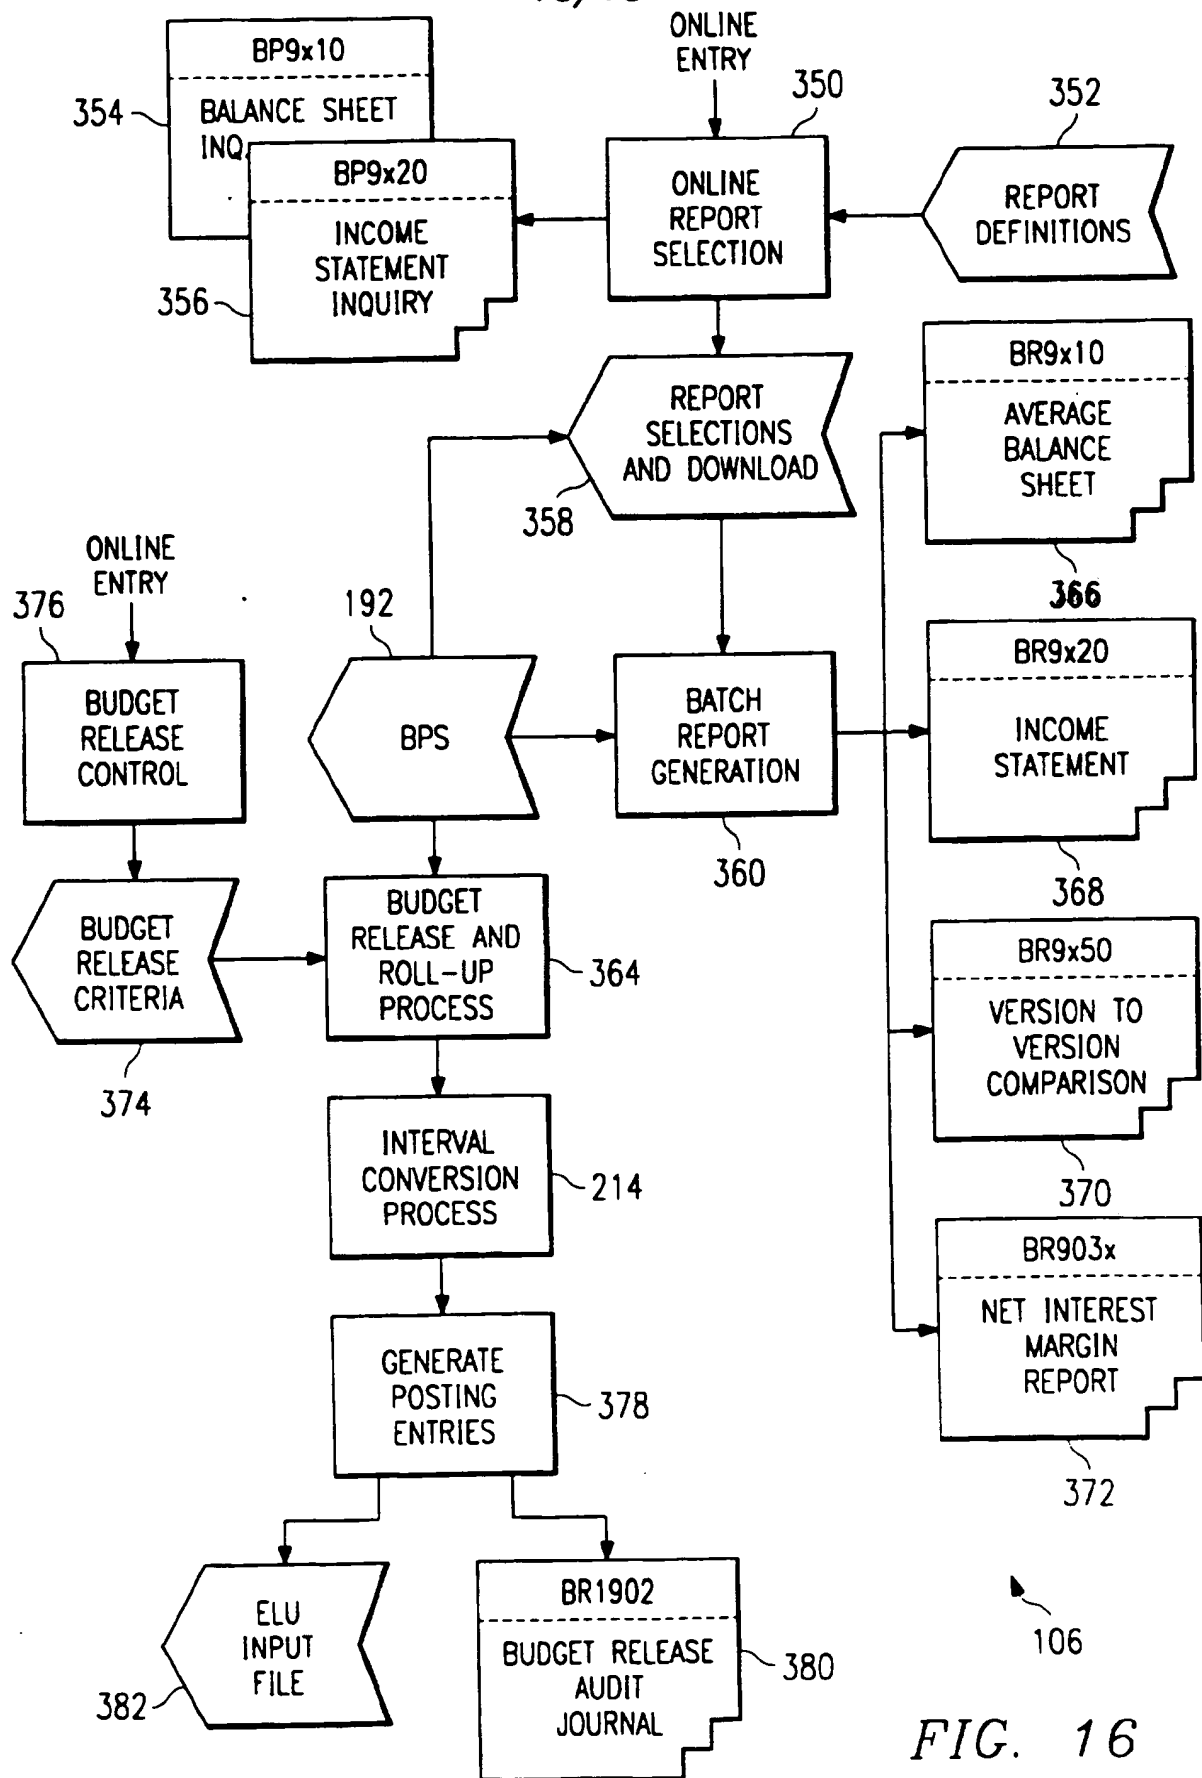 ONLINE
ENTRY
BP9x10
BALANCE SHEET
INQ.
354
BP9x20
INCOME
STATEMENT
INQUIRY
356
350
ONLINE
REPORT
SELECTION
352
REPORT
DEFINITIONS
REPORT
SELECTIONS
AND DOWNLOAD
358
BR9x10
AVERAGE
BALANCE
SHEET
366
ONLINE
ENTRY
376
BUDGET
RELEASE
CONTROL
192
BPS
BATCH
REPORT
GENERATION
360
BR9x20
INCOME
STATEMENT
368
BUDGET
RELEASE
CRITERIA
374
BUDGET
RELEASE AND
ROLL-UP
PROCESS
364
BR9x50
VERSION TO
VERSION
COMPARISON
370
INTERVAL
CONVERSION
PROCESS
214
BR903x
NET INTEREST
MARGIN
REPORT
372
GENERATE
POSTING
ENTRIES
378
ELU
INPUT
FILE
382
BR1902
BUDGET RELEASE
AUDIT
JOURNAL
380
106
FIG. 16